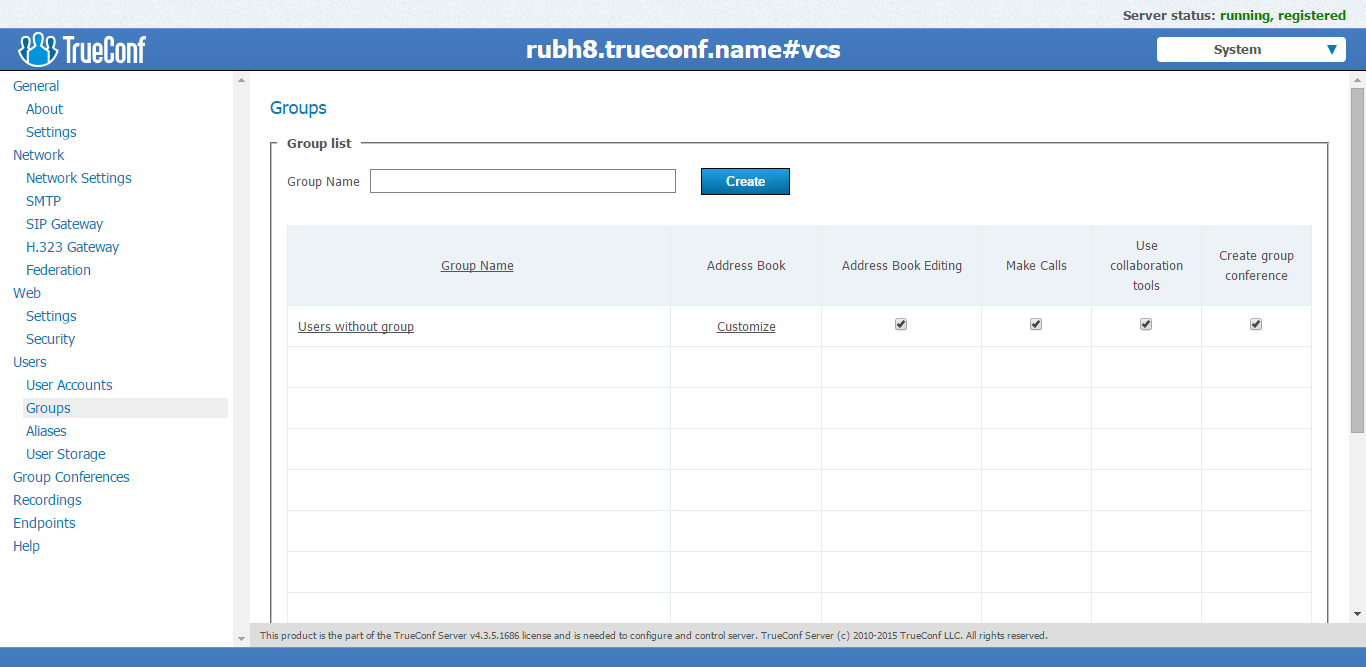 Server status: running, registered
TrueConf
rubh8.trueconf.name#vcs
System
General
About
Settings
Network
Network Settings
SMTP
SIP Gateway
H.323 Gateway
Federation
Web
Settings
Security
Users
User Accounts
Groups
Aliases
User Storage
Group Conferences
Recordings
Endpoints
Help
Groups
Group list
Group Name
Create
Group Name
Address Book
Address Book Editing
Make Calls
Use
collaboration
tools
Create group
conference
Users without group
Customize
This product is the part of the TrueConf Server v4.3.5.1686 license and is needed to configure and control server. TrueConf Server (c) 2010-2015 TrueConf LLC. All rights reserved.